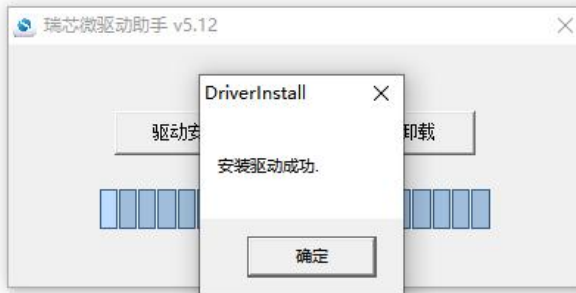 瑞芯微驱动助手 v5.12
DriverInstall
驱动安
卸载
安装驱动成功.
确定